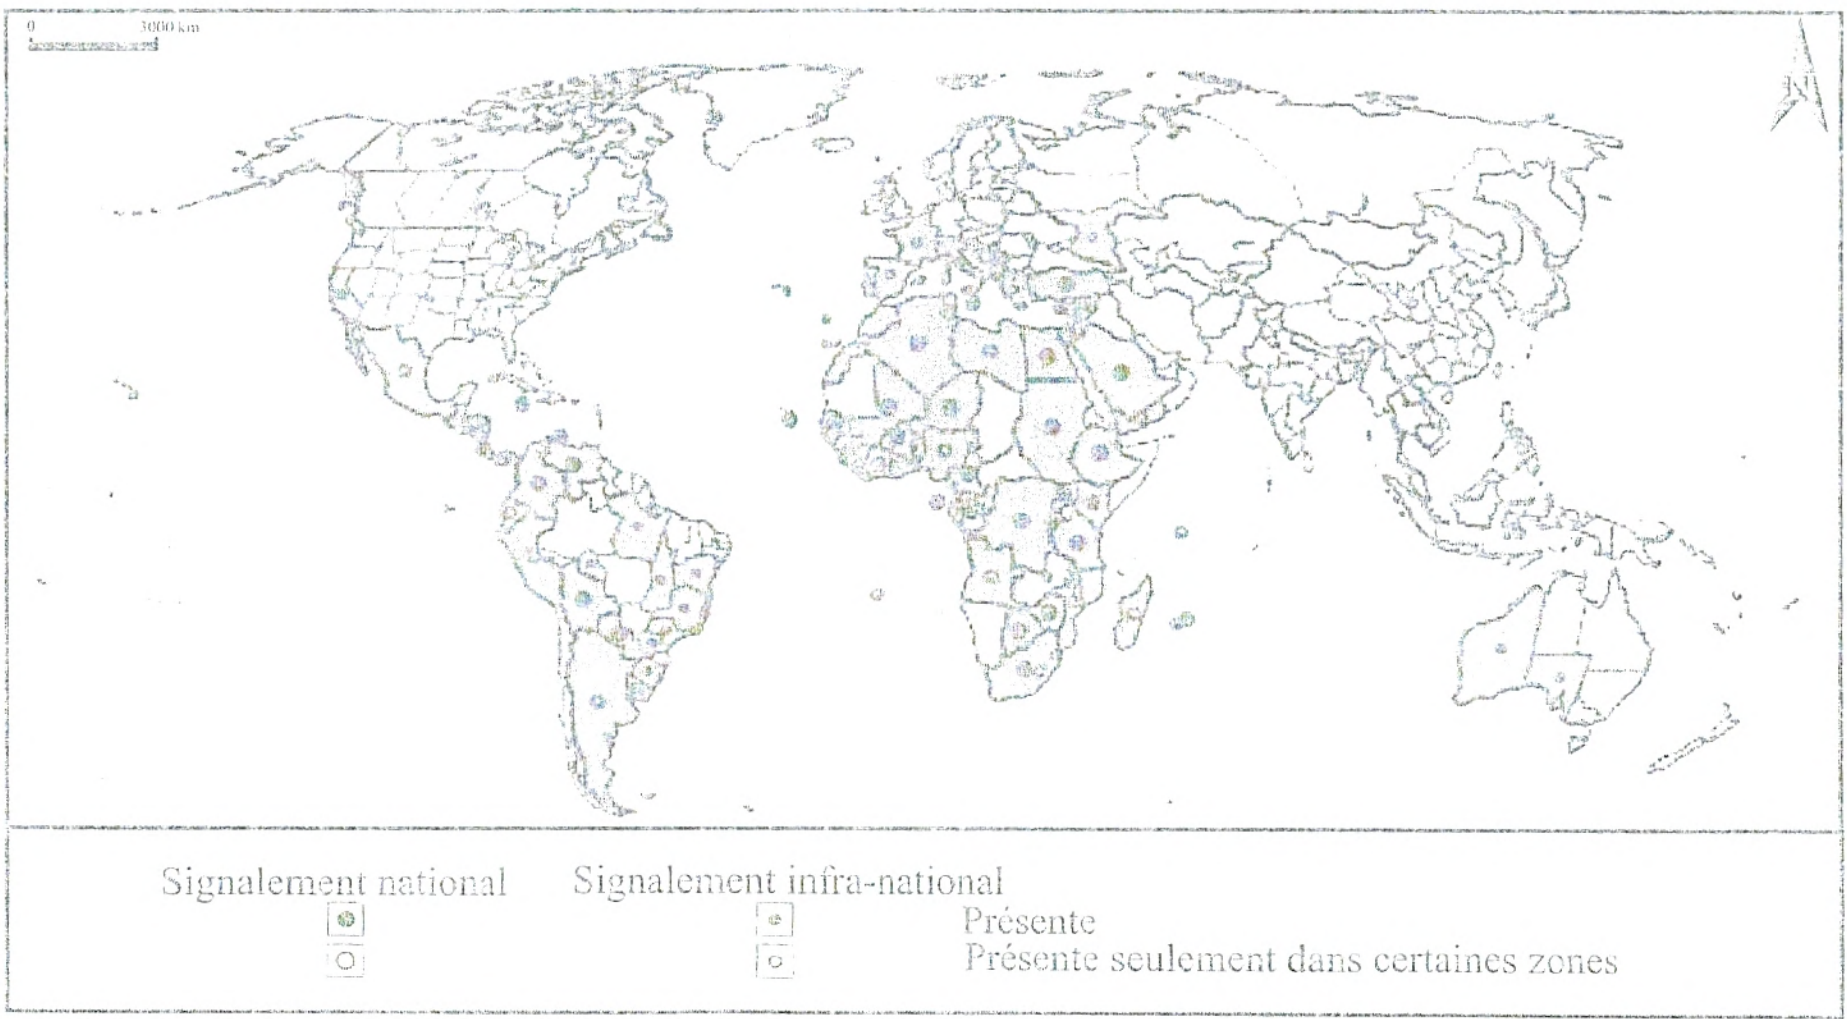 0 3000 km
N
Signalement national Signalement infra-national
Présente
Présente seulement dans certaines zones